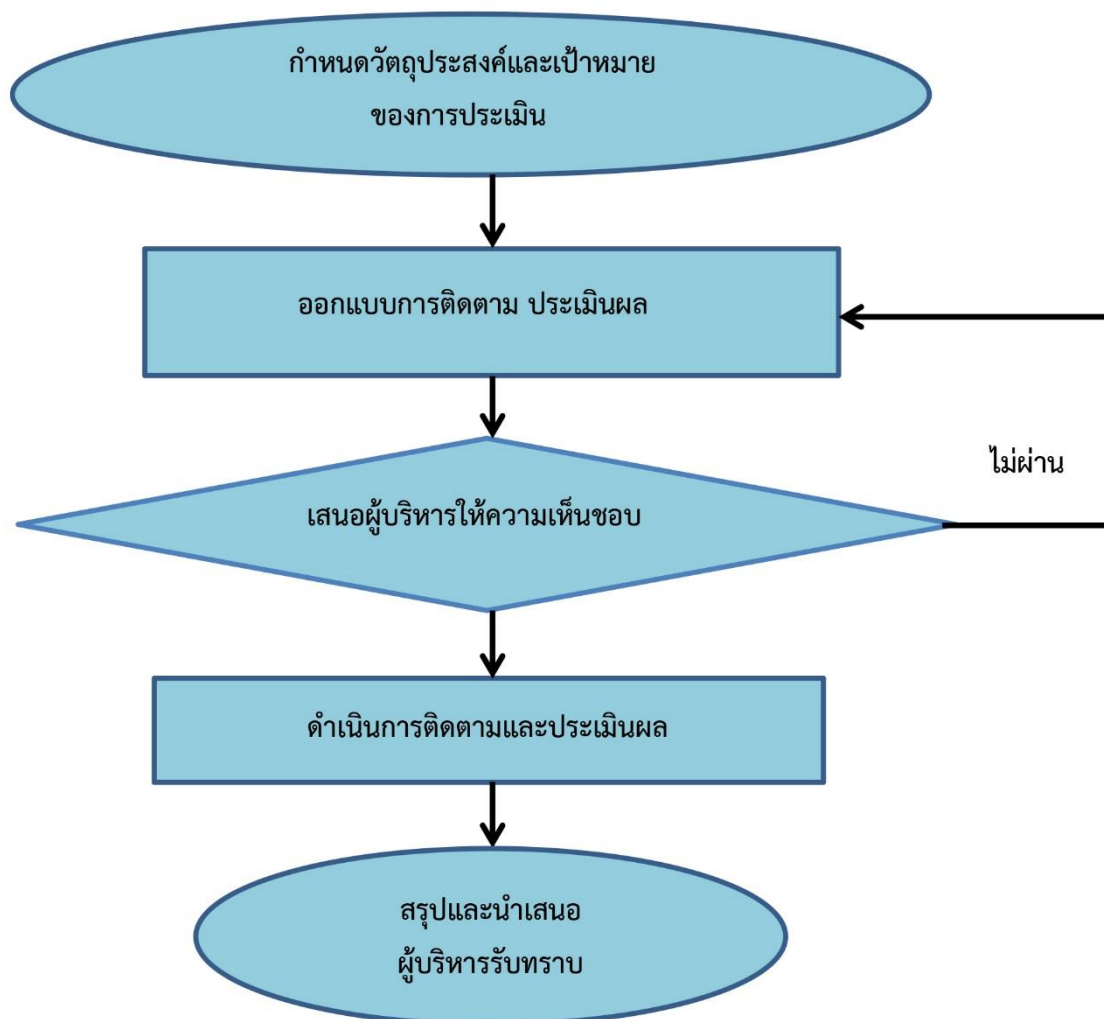 กำหนดวัตถุประสงค์และเป้าหมาย
ของการประเมิน
ออกแบบการติดตาม ประเมินผล
ไม่ผ่าน
เสนอผู้บริหารให้ความเห็นชอบ
ดำเนินการติดตามและประเมินผล
สรุปและนำเสนอ
ผู้บริหารรับทราบ